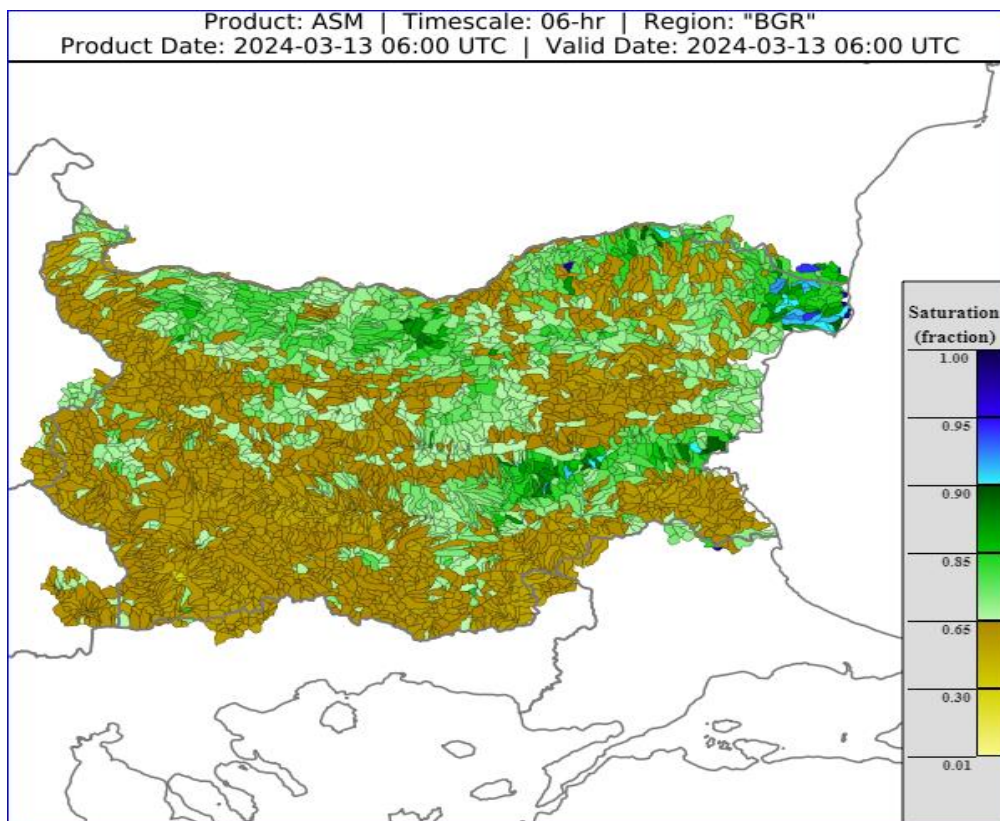 Product: ASM | Timescale: 06-hr | Region: "BGR"
Product Date: 2024-03-13 06:00 UTC | Valid Date: 2024-03-13 06:00 UTC
Saturation
(fraction)
1.00
0.95
0.90
0.85
0.65
0.30
0.01